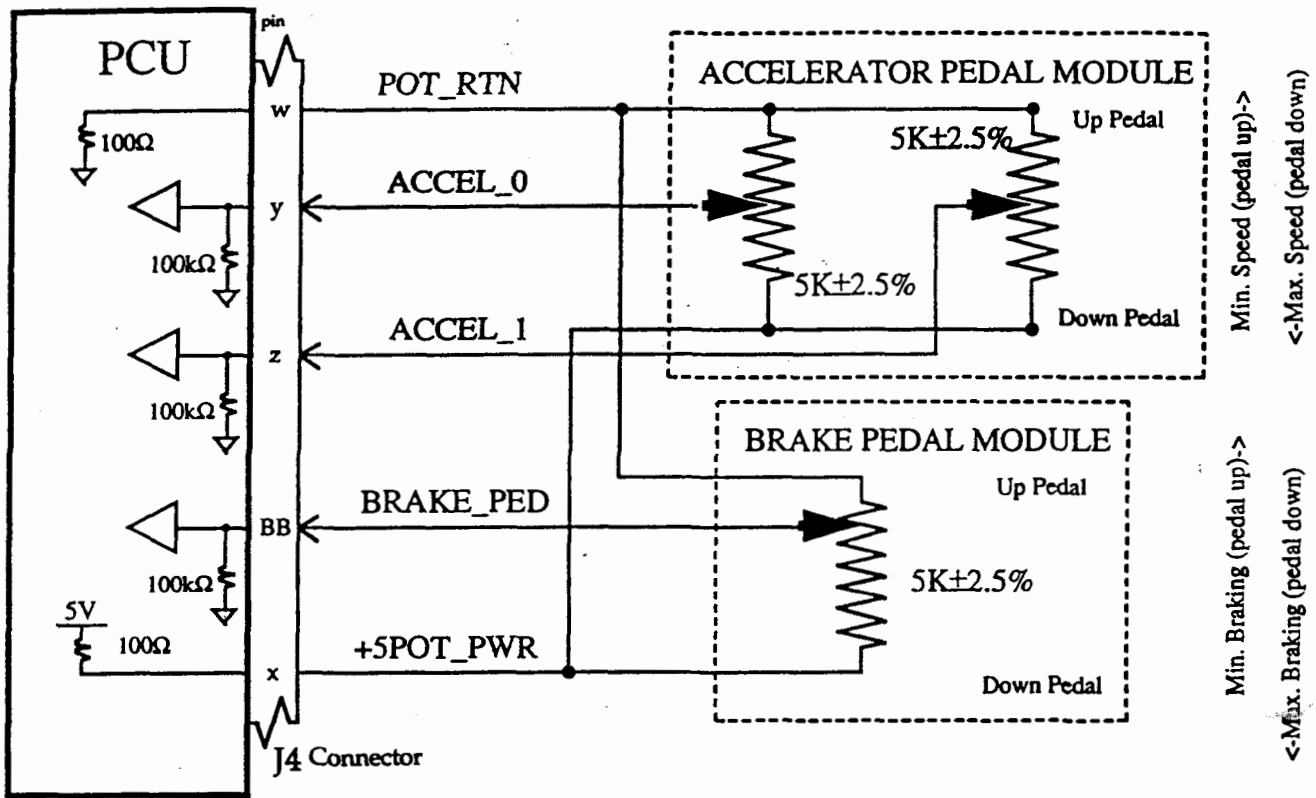 PCU
pin
w
POT_RTN
100Ω
y
ACCEL_0
100kΩ
z
ACCEL_1
100kΩ
BB
BRAKE_PED
100kΩ
5V
100Ω
x
+5POT_PWR
J4 Connector
ACCELERATOR PEDAL MODULE
Up Pedal
5K±2.5%
5K±2.5%
Down Pedal
BRAKE PEDAL MODULE
Up Pedal
5K±2.5%
Down Pedal
Min. Speed (pedal up)->
<-Max. Speed (pedal down)
Min. Braking (pedal up)->
<-Max. Braking (pedal down)